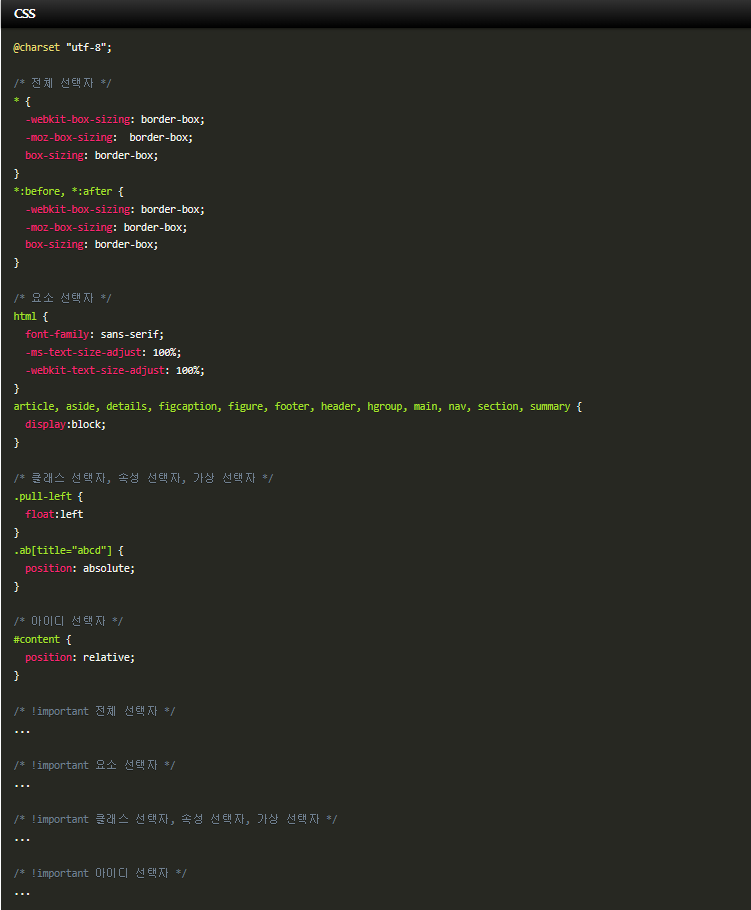 CSS
@charset "utf-8";
/* 전체 선택자 */
* {
-webkit-box-sizing: border-box;
-moz-box-sizing:  border-box;
box-sizing: border-box;
}
*:before, *:after {
-webkit-box-sizing: border-box;
-moz-box-sizing: border-box;
box-sizing: border-box;
}
/* 요소 선택자 */
html {
font-family: sans-serif;
-ms-text-size-adjust: 100%;
-webkit-text-size-adjust: 100%;
}
article, aside, details, figcaption, figure, footer, header, hgroup, main, nav, section, summary {
display:block;
}
/* 클래스 선택자, 속성 선택자, 가상 선택자 */
.pull-left {
float:left
}
.ab[title="abcd"] {
position: absolute;
}
/* 아이디 선택자 */
#content {
position: relative;
}
/* !important 전체 선택자 */
...
/* !important 요소 선택자 */
...
/* !important 클래스 선택자, 속성 선택자, 가상 선택자 */
...
/* !important 아이디 선택자 */
...